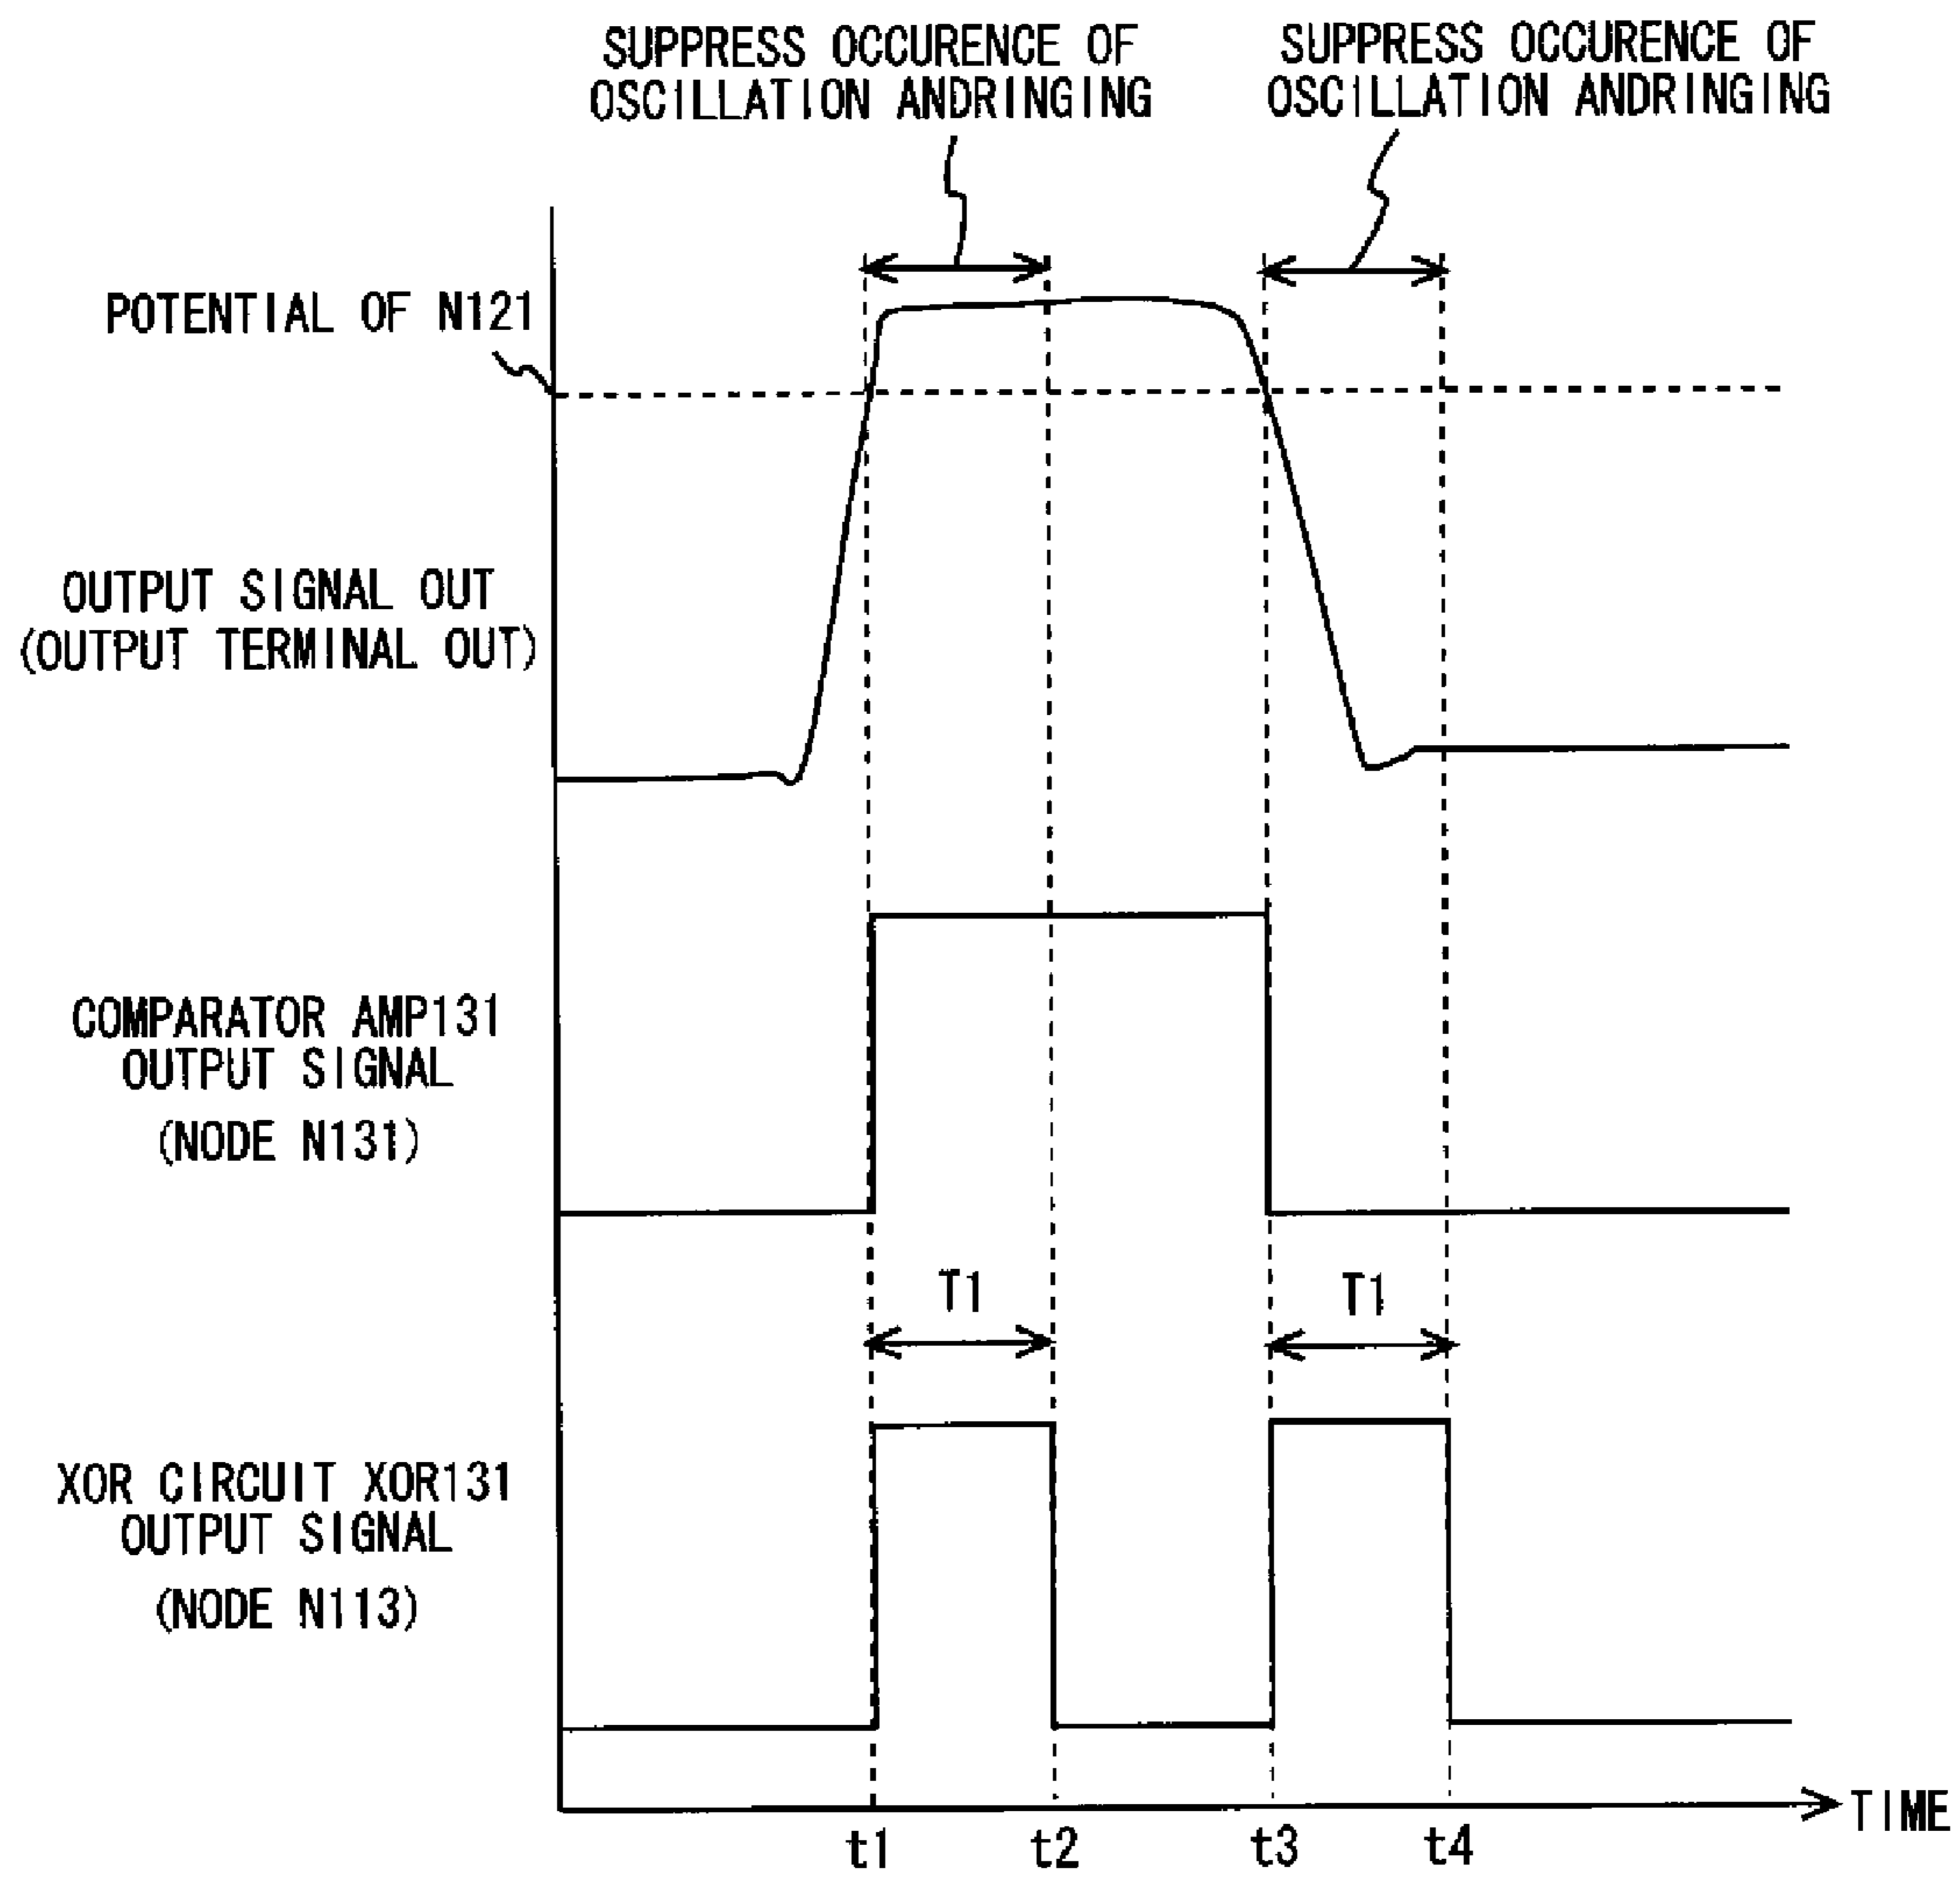 SUPPRESS OCCURENCE OF
OSCILLATION ANDRINGING
SUPPRESS OCCURENCE OF
OSCILLATION ANDRINGING
POTENTIAL OF N121
OUTPUT SIGNAL OUT
(OUTPUT TERMINAL OUT)
COMPARATOR AMP131
OUTPUT SIGNAL
(NODE N131)
T1
T1
XOR CIRCUIT XOR131
OUTPUT SIGNAL
(NODE N113)
TIME
t1
t2
t3
t4